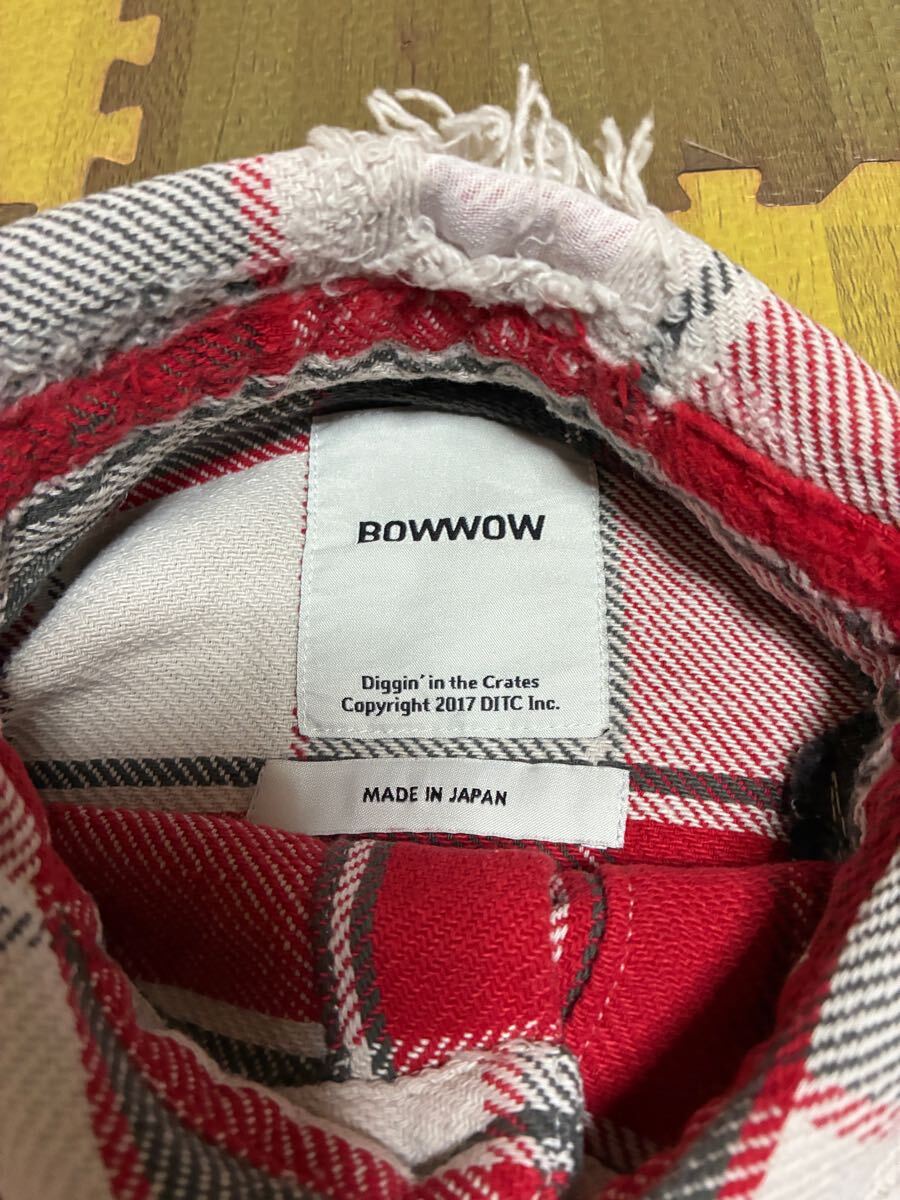 BOWWOW
Diggin' in the Crates
Copyright 2017 DITC Inc.
MADE IN JAPAN